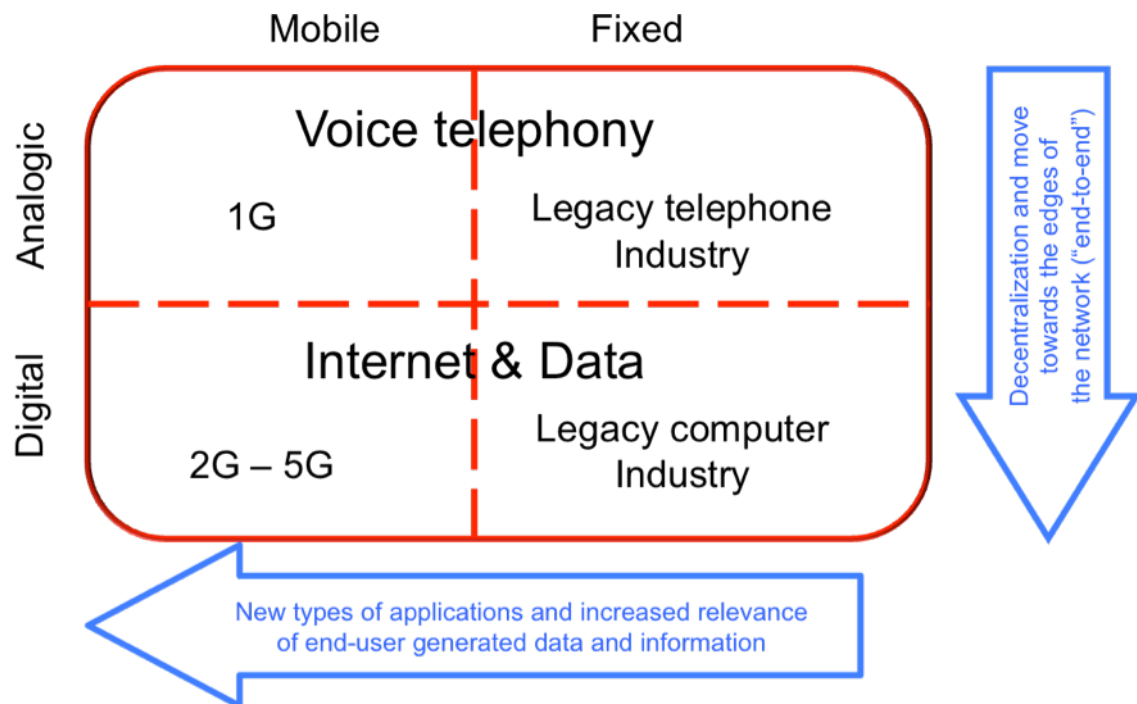 Mobile
Fixed
Analogic
Voice telephony
1G
Legacy telephone
Industry
Digital
Internet & Data
2G – 5G
Legacy computer
Industry
Decentralization and move
towards the edges of
the network (“end-to-end”)
New types of applications and increased relevance
of end-user generated data and information